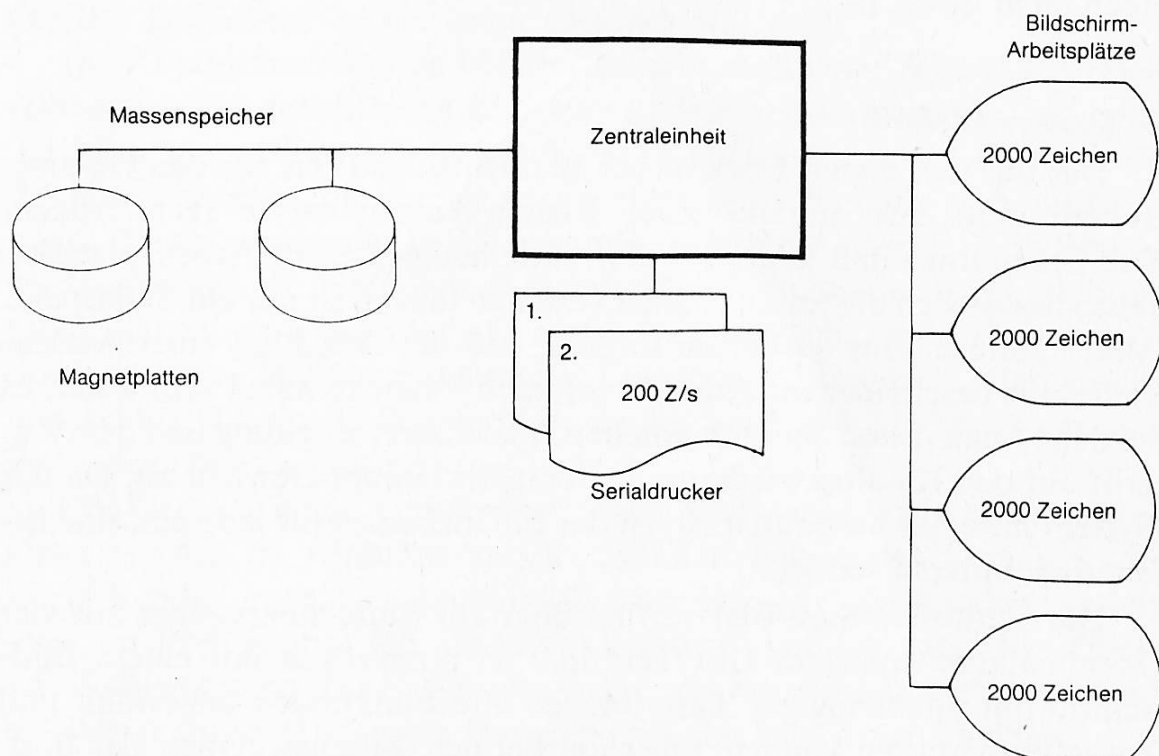 Bildschirm-
Arbeitsplätze
Massenspeicher
Zentraleinheit
2000 Zeichen
2000 Zeichen
1.
2.
200 Z/s
Magnetplatten
Serialdrucker
2000 Zeichen
2000 Zeichen